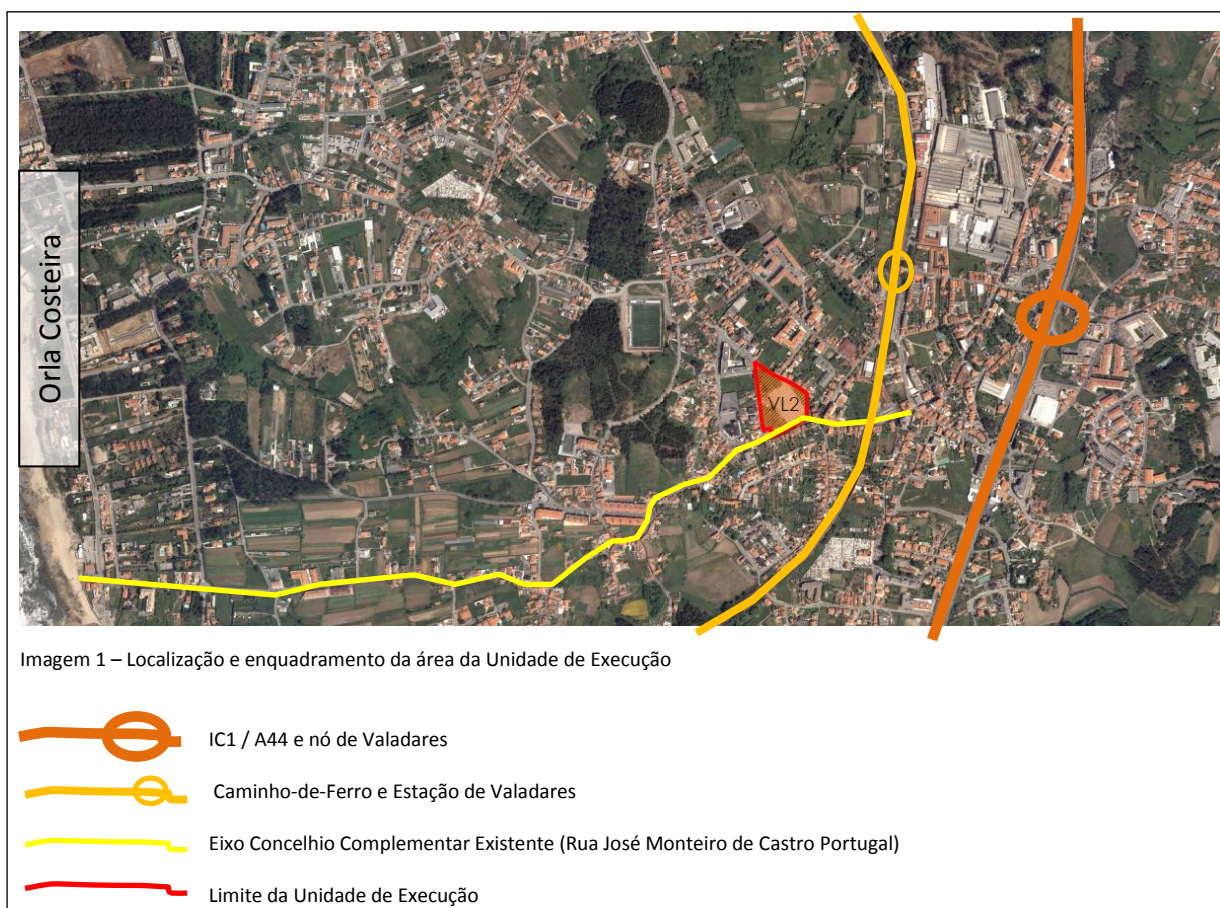 Orla Costeira
VL2
Imagem 1 – Localização e enquadramento da área da Unidade de Execução
IC1 / A44 e nó de Valadares
Caminho-de-Ferro e Estação de Valadares
Eixo Concelhio Complementar Existente (Rua José Monteiro de Castro Portugal)
Limite da Unidade de Execução